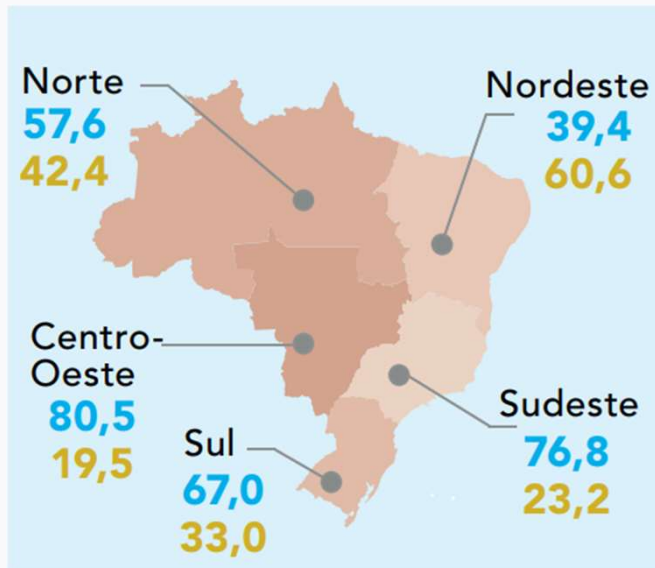 Norte
57,6
42,4
Nordeste
39,4
60,6
Centro-
Oeste
80,5
19,5
Sul
67,0
33,0
Sudeste
76,8
23,2